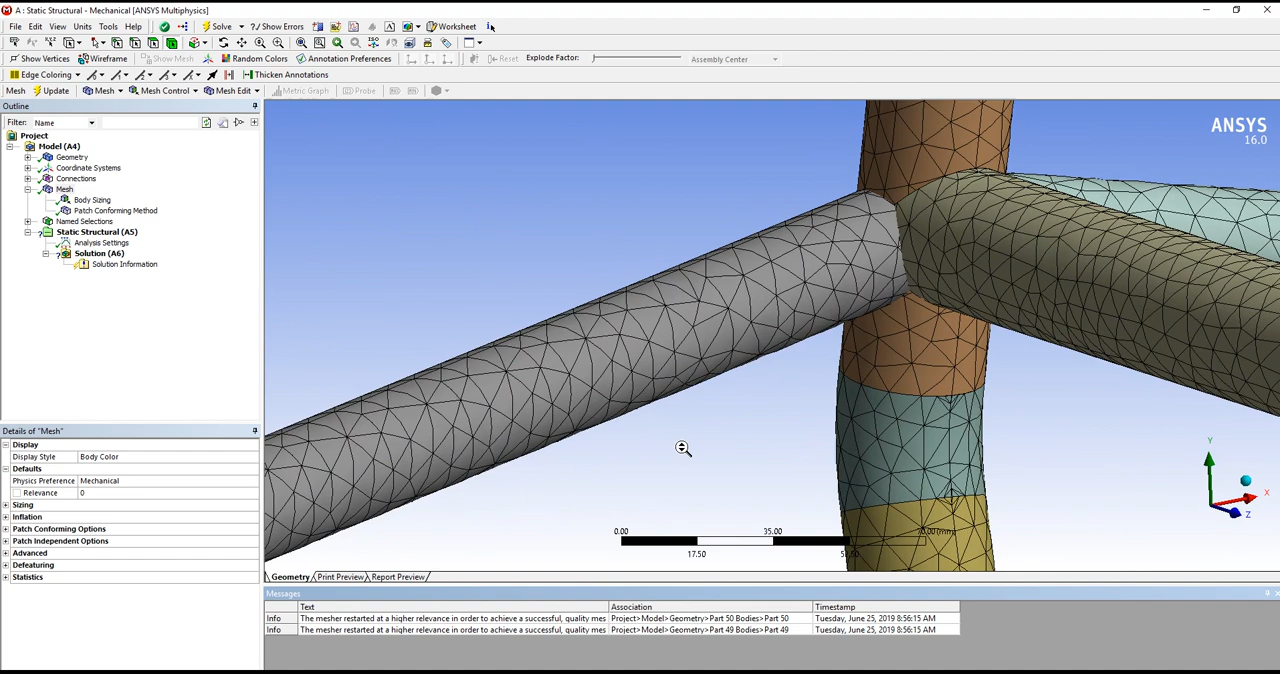 A : Static Structural - Mechanical [ANSYS Multiphysics]
File Edit View Units Tools Help Solve ?/Show Errors Worksheet
Show Vertices Wireframe Show Mesh Random Colors Annotation Preferences Reset Explode Factor: Assembly Center
Edge Coloring Thicken Annotations
Mesh Update Mesh Mesh Control Mesh Edit Metric Graph Probe
Outline
Filter: Name
Project
Model (A4)
Geometry
Coordinate Systems
Connections
Mesh
Body Sizing
Patch Conforming Method
Named Selections
Static Structural (A5)
Analysis Settings
Solution (A6)
Solution Information
ANSYS
16.0
Details of "Mesh"
Display
Display Style Body Color
Defaults
Physics Preference Mechanical
Relevance 0
Sizing
Inflation
Patch Conforming Options
Patch Independent Options
Advanced
Defeaturing
Statistics
Y
X
Z
0.00 35.00
17.50
Geometry Print Preview Report Preview
Messages
Text Association Timestamp
Info The mesher restarted at a higher relevance in order to achieve a successful, quality mes Project>Model>Geometry>Part 50 Bodies>Part 50 Tuesday, June 25, 2019 8:56:15 AM
Info The mesher restarted at a higher relevance in order to achieve a successful, quality mes Project>Model>Geometry>Part 49 Bodies>Part 49 Tuesday, June 25, 2019 8:56:15 AM